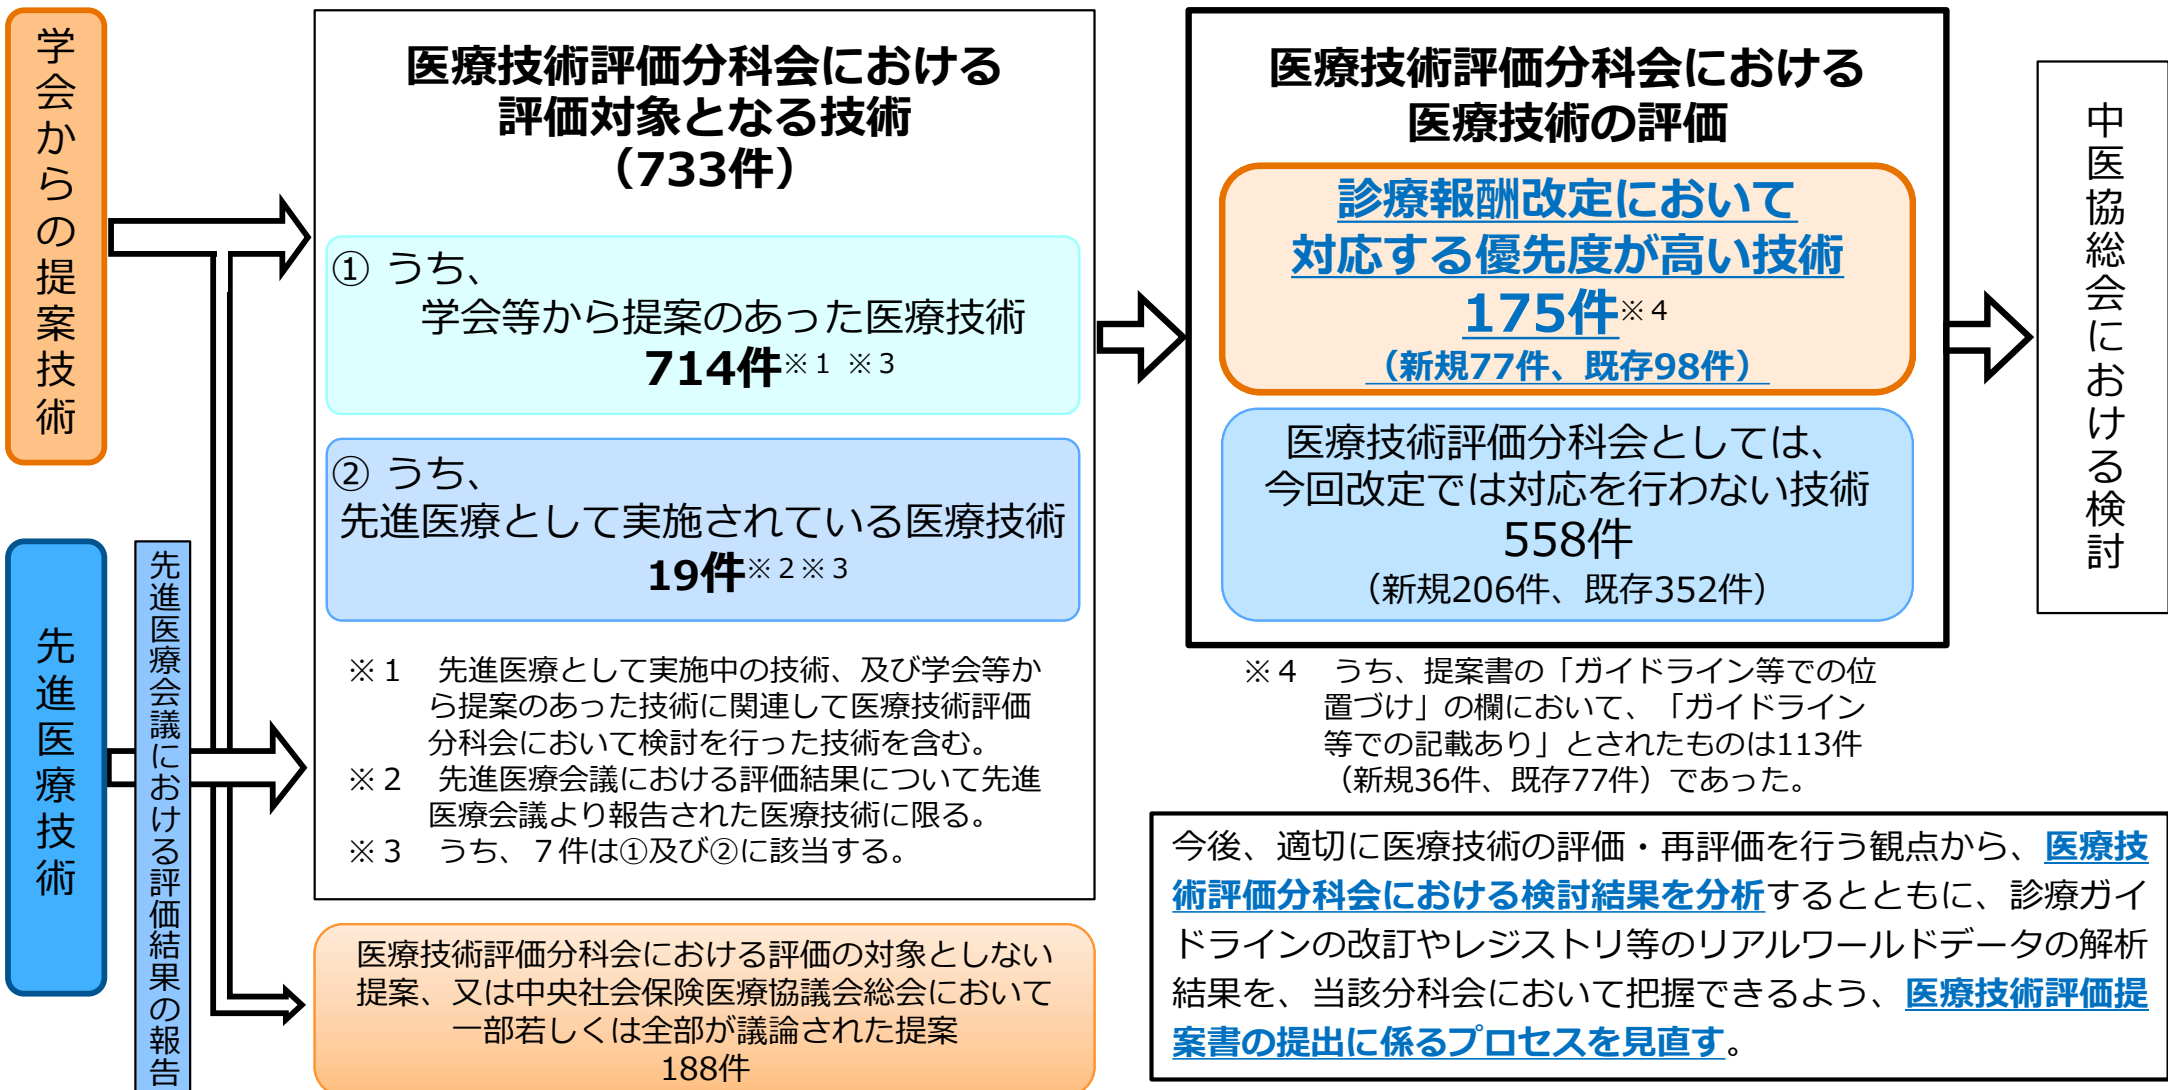 学会からの提案技術
先進医療技術
先進医療会議における評価結果の報告
医療技術評価分科会における
評価対象となる技術
（733件）
① うち、
学会等から提案のあった医療技術
714件※１ ※３
② うち、
先進医療として実施されている医療技術
19件※２※３
※１　先進医療として実施中の技術、及び学会等か
ら提案のあった技術に関連して医療技術評価
分科会において検討を行った技術を含む。
※２　先進医療会議における評価結果について先進
医療会議より報告された医療技術に限る。
※３　うち、７件は①及び②に該当する。
医療技術評価分科会における評価の対象としない
提案、又は中央社会保険医療協議会総会において
一部若しくは全部が議論された提案
188件
医療技術評価分科会における
医療技術の評価
診療報酬改定において
対応する優先度が高い技術
175件※４
（新規77件、既存98件）
医療技術評価分科会としては、
今回改定では対応を行わない技術
558件
（新規206件、既存352件）
※４　うち、提案書の「ガイドライン等での位
置づけ」の欄において、「ガイドライン
等での記載あり」とされたものは113件
（新規36件、既存77件）であった。
中医協総会における検討
今後、適切に医療技術の評価・再評価を行う観点から、医療技
術評価分科会における検討結果を分析するとともに、診療ガイ
ドラインの改訂やレジストリ等のリアルワールドデータの解析
結果を、当該分科会において把握できるよう、医療技術評価提
案書の提出に係るプロセスを見直す。